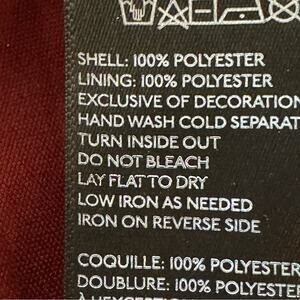 SHELL: 100% POLYESTER
LINING: 100% POLYESTER
EXCLUSIVE OF DECORATION
HAND WASH COLD SEPARAT
TURN INSIDE OUT
DO NOT BLEACH
LAY FLAT TO DRY
LOW IRON AS NEEDED
IRON ON REVERSE SIDE
COQUILLE: 100% POLYESTER
DOUBLURE: 100% POLYESTE